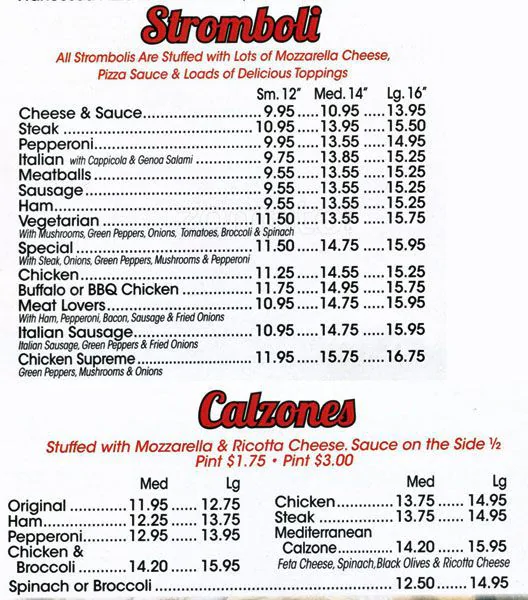 Stromboli
All Strombolis Are Stuffed with Lots of Mozzarella Cheese,
Pizza Sauce & Loads of Delicious Toppings
Sm. 12" Med. 14" Lg. 16"
Cheese & Sauce.......................9.95 .....10.95 .....13.95
Steak ......................................10.95 .....13.95 .....15.50
Pepperoni..................................9.95 .....13.55 .....14.95
Italian with Cappicola & Genoa Salami ............9.75 .....13.85 .....15.25
Meatballs ..................................9.55 .....13.55 .....15.25
Sausage....................................9.55 .....13.55 .....15.25
Ham..........................................9.55 .....13.55 .....15.25
Vegetarian ..............................11.50 .....13.55 .....15.75
With Mushrooms, Green Peppers, Onions, Tomatoes, Broccoli & Spinach
Special ....................................11.50 .....14.75 .....15.95
With Steak, Onions, Green Peppers, Mushrooms & Pepperoni
Chicken ..................................11.25 .....14.55 .....15.25
Buffalo or BBQ Chicken ............11.75 .....14.95 .....15.75
Meat Lovers............................10.95 .....14.75 .....15.95
With Ham, Pepperoni, Bacon, Sausage & Fried Onions
Italian Sausage........................10.95 .....14.75 .....15.95
Italian Sausage, Green Peppers & Fried Onions
Chicken Supreme....................11.95 .....15.75 .....16.75
Green Peppers, Mushrooms & Onions
Calzones
Stuffed with Mozzarella & Ricotta Cheese. Sauce on the Side ½
Pint $1.75 • Pint $3.00
Med Lg
Original ..........11.95 ...... 12.75
Ham................12.25 ...... 13.75
Pepperoni........12.95 ...... 13.95
Chicken &
Broccoli ..........14.20 ...... 15.95
Med Lg
Chicken............13.75 ...... 14.95
Steak ..............13.75 ...... 14.95
Mediterranean
Calzone..........14.20 ...... 15.95
Feta Cheese, Spinach, Black Olives & Ricotta Cheese
Spinach or Broccoli ..................................................12.50 .......14.95